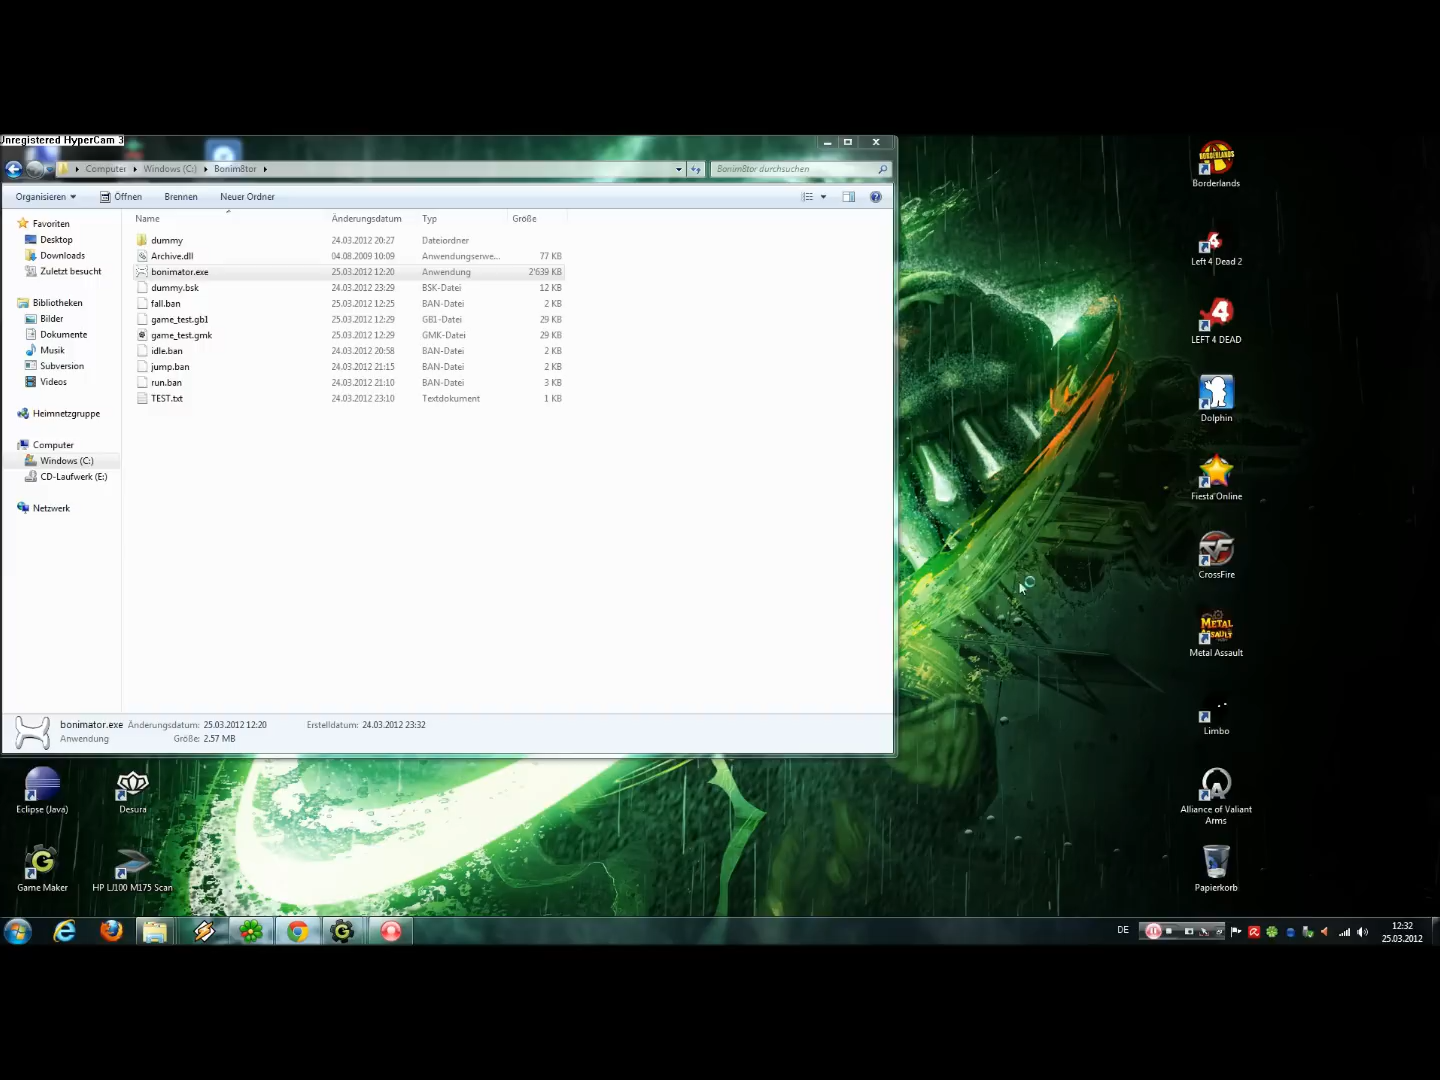 Unregistered HyperCam 3
Computer Windows (C:) Bonim8tor
Bonim8tor durchsuchen
Organisieren Öffnen Brennen Neuer Ordner
Name Änderungsdatum Typ Größe
Favoriten
Desktop
Downloads
Zuletzt besucht
Bibliotheken
Bilder
Dokumente
Musik
Subversion
Videos
Heimnetzgruppe
Computer
Windows (C:)
CD-Laufwerk (E:)
Netzwerk
dummy 24.03.2012 20:27 Dateiordner
Archive.dll 04.08.2009 10:09 Anwendungserwe... 77 KB
bonimator.exe 25.03.2012 12:20 Anwendung 2'639 KB
dummy.bsk 24.03.2012 23:29 BSK-Datei 12 KB
fall.ban 25.03.2012 12:25 BAN-Datei 2 KB
game_test.gb1 25.03.2012 12:29 GB1-Datei 29 KB
game_test.gmk 25.03.2012 12:29 GMK-Datei 29 KB
idle.ban 24.03.2012 20:58 BAN-Datei 2 KB
jump.ban 24.03.2012 21:15 BAN-Datei 2 KB
run.ban 24.03.2012 21:10 BAN-Datei 3 KB
TEST.txt 24.03.2012 23:10 Textdokument 1 KB
bonimator.exe Änderungsdatum: 25.03.2012 12:20 Erstelldatum: 24.03.2012 23:32
Anwendung Größe: 2.57 MB
Borderlands
Left 4 Dead 2
LEFT 4 DEAD
Dolphin
Fiesta Online
CrossFire
Metal Assault
Limbo
Alliance of Valiant
Arms
Papierkorb
Eclipse (Java)
Desura
Game Maker
HP LJ100 M175 Scan
DE
12:32
25.03.2012